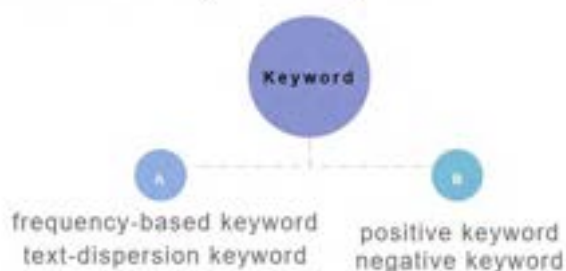 Keyword
A
B
frequency-based keyword
text-dispersion keyword
positive keyword
negative keyword